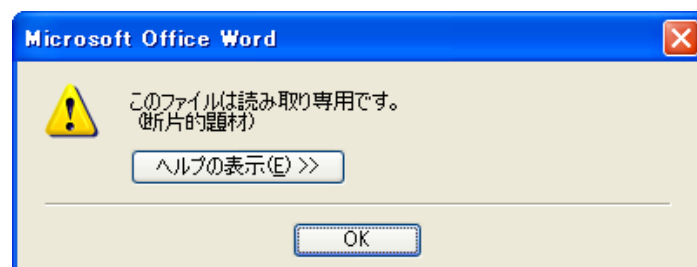 Microsoft Office Word
このファイルは読み取り専用です。
(断片的題材)
ヘルプの表示(E) >>
OK